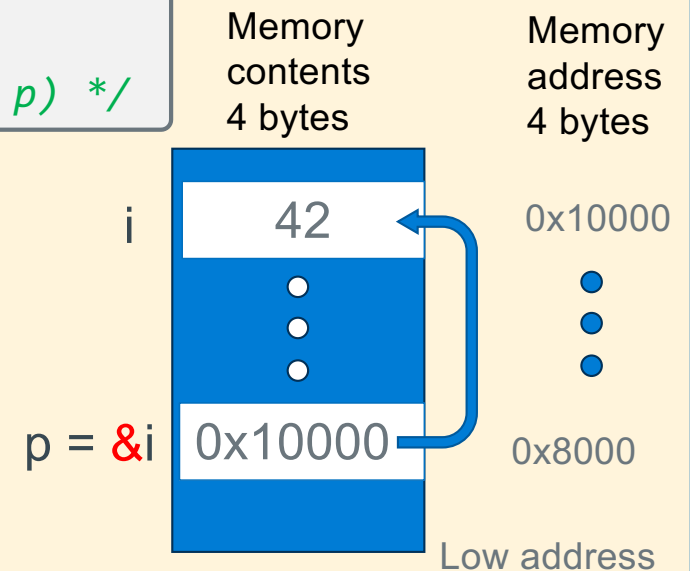 p) */
Memory
contents
4 bytes
Memory
address
4 bytes
i
42
0x10000
p = &i
0x10000
0x8000
Low address